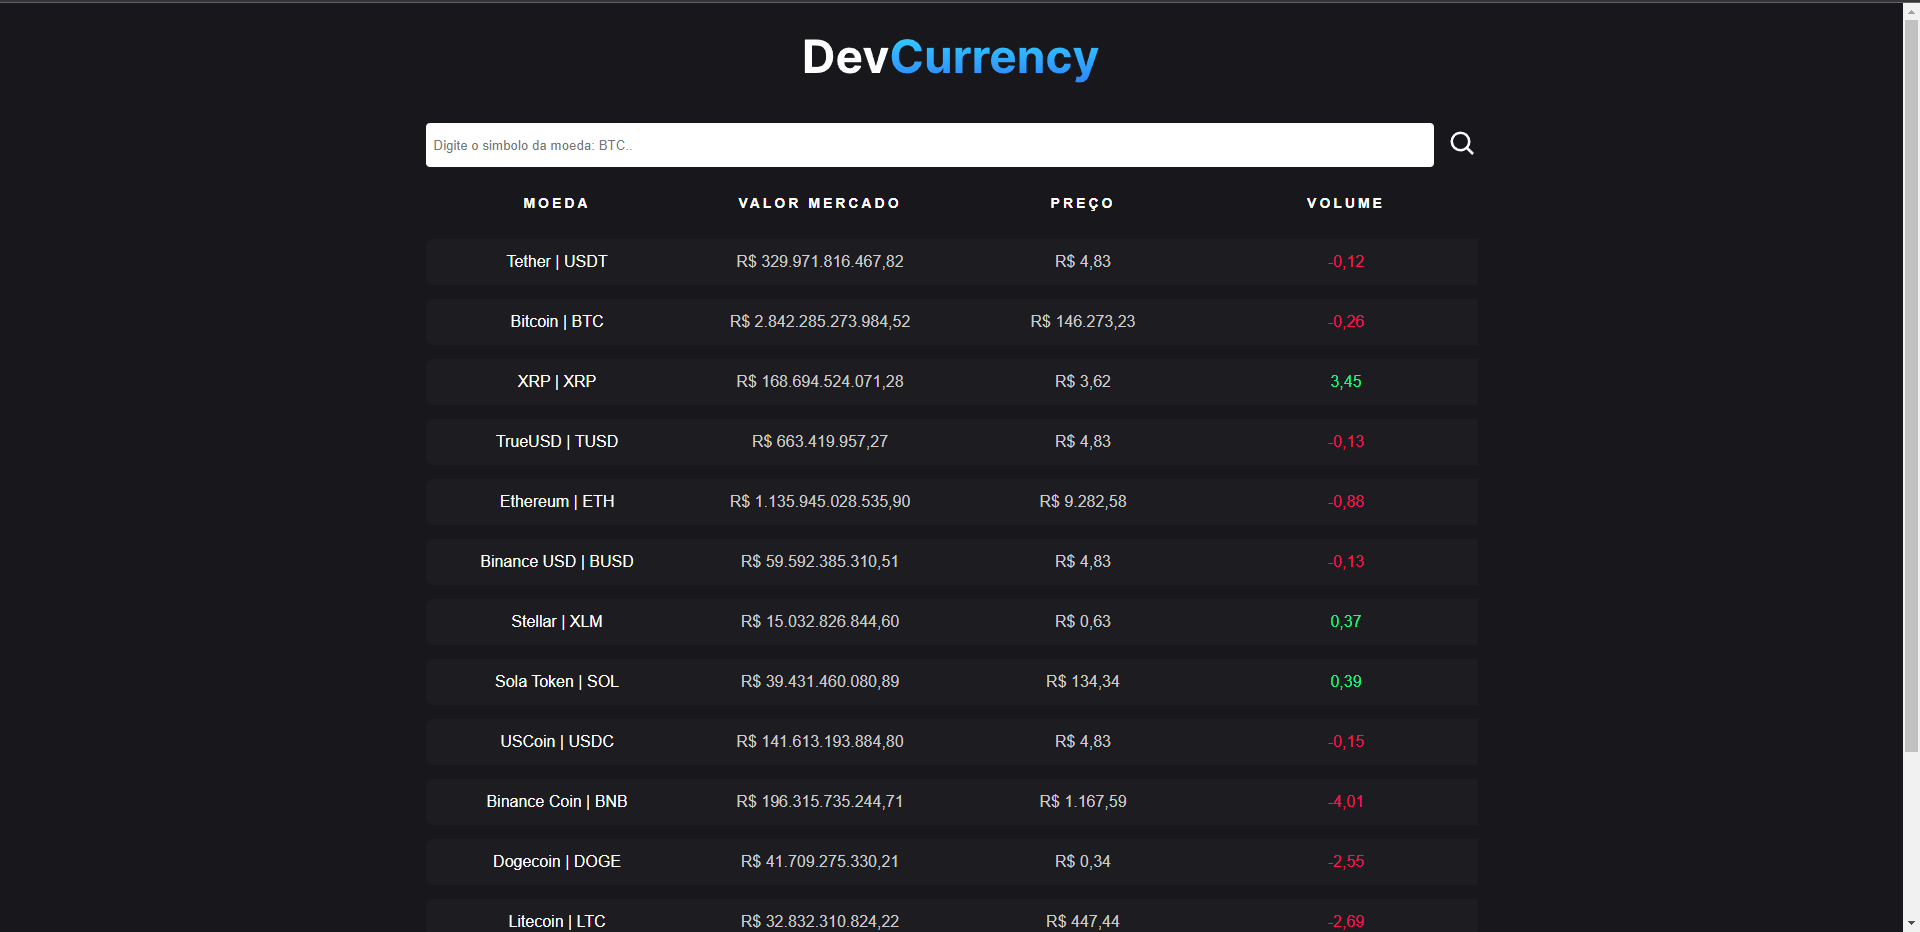 DevCurrency
Digite o simbolo da moeda: BTC..
MOEDA VALOR MERCADO PREÇO VOLUME
Tether | USDT R$ 329.971.816.467,82 R$ 4,83 -0,12
Bitcoin | BTC R$ 2.842.285.273.984,52 R$ 146.273,23 -0,26
XRP | XRP R$ 168.694.524.071,28 R$ 3,62 3,45
TrueUSD | TUSD R$ 663.419.957,27 R$ 4,83 -0,13
Ethereum | ETH R$ 1.135.945.028.535,90 R$ 9.282,58 -0,88
Binance USD | BUSD R$ 59.592.385.310,51 R$ 4,83 -0,13
Stellar | XLM R$ 15.032.826.844,60 R$ 0,63 0,37
Sola Token | SOL R$ 39.431.460.080,89 R$ 134,34 0,39
USCoin | USDC R$ 141.613.193.884,80 R$ 4,83 -0,15
Binance Coin | BNB R$ 196.315.735.244,71 R$ 1.167,59 -4,01
Dogecoin | DOGE R$ 41.709.275.330,21 R$ 0,34 -2,55
Litecoin | LTC R$ 32.832.310.824,22 R$ 447,44 -2,69